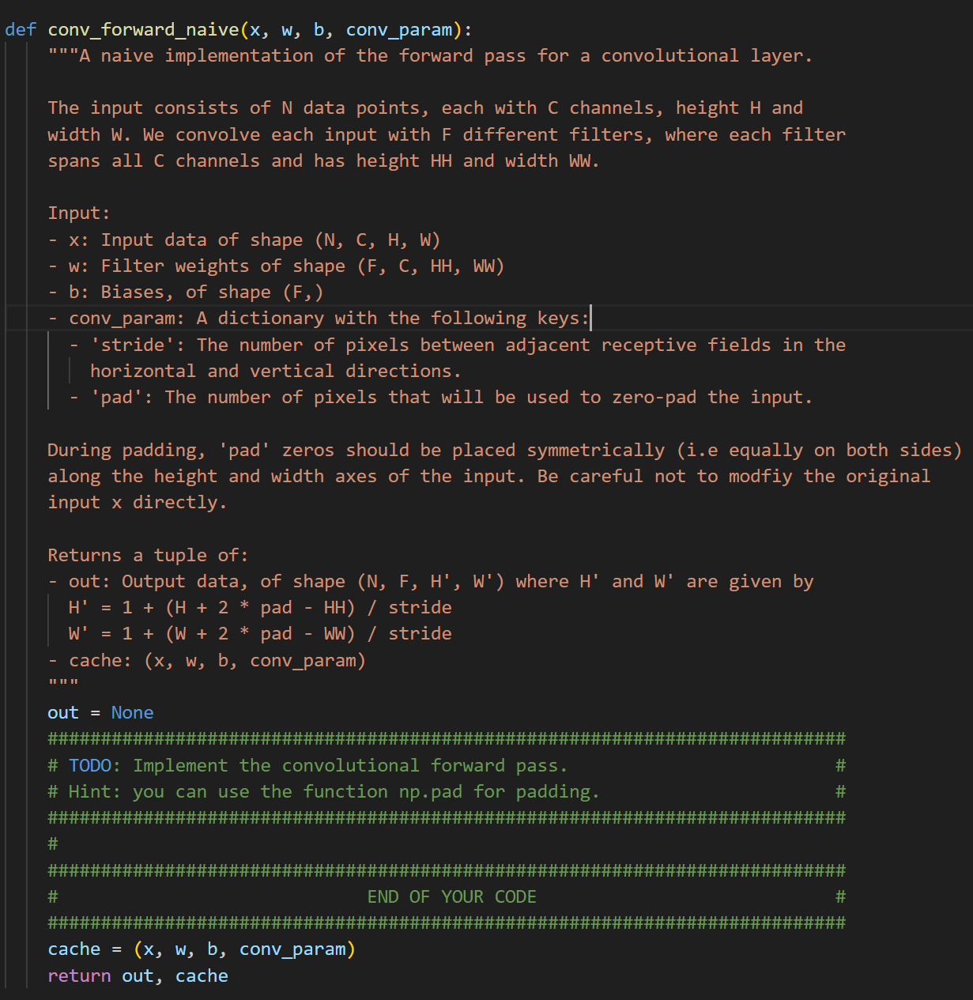 def conv_forward_naive(x, w, b, conv_param):
"""A naive implementation of the forward pass for a convolutional layer.
The input consists of N data points, each with C channels, height H and
width W. We convolve each input with F different filters, where each filter
spans all C channels and has height HH and width WW.
Input:
- x: Input data of shape (N, C, H, W)
- w: Filter weights of shape (F, C, HH, WW)
- b: Biases, of shape (F,)
- conv_param: A dictionary with the following keys:
- 'stride': The number of pixels between adjacent receptive fields in the
horizontal and vertical directions.
- 'pad': The number of pixels that will be used to zero-pad the input.
During padding, 'pad' zeros should be placed symmetrically (i.e equally on both sides)
along the height and width axes of the input. Be careful not to modfiy the original
input x directly.
Returns a tuple of:
- out: Output data, of shape (N, F, H', W') where H' and W' are given by
H' = 1 + (H + 2 * pad - HH) / stride
W' = 1 + (W + 2 * pad - WW) / stride
- cache: (x, w, b, conv_param)
"""
out = None
###########################################################################
# TODO: Implement the convolutional forward pass.                         #
# Hint: you can use the function np.pad for padding.                      #
###########################################################################
#
###########################################################################
#                             END OF YOUR CODE                            #
###########################################################################
cache = (x, w, b, conv_param)
return out, cache